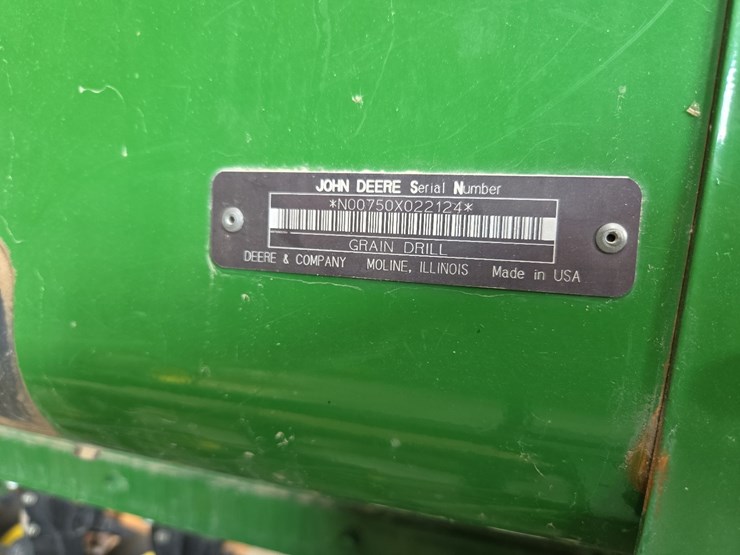 JOHN DEERE Serial Number
*N00750X022124*
GRAIN DRILL
DEERE & COMPANY MOLINE, ILLINOIS Made in USA